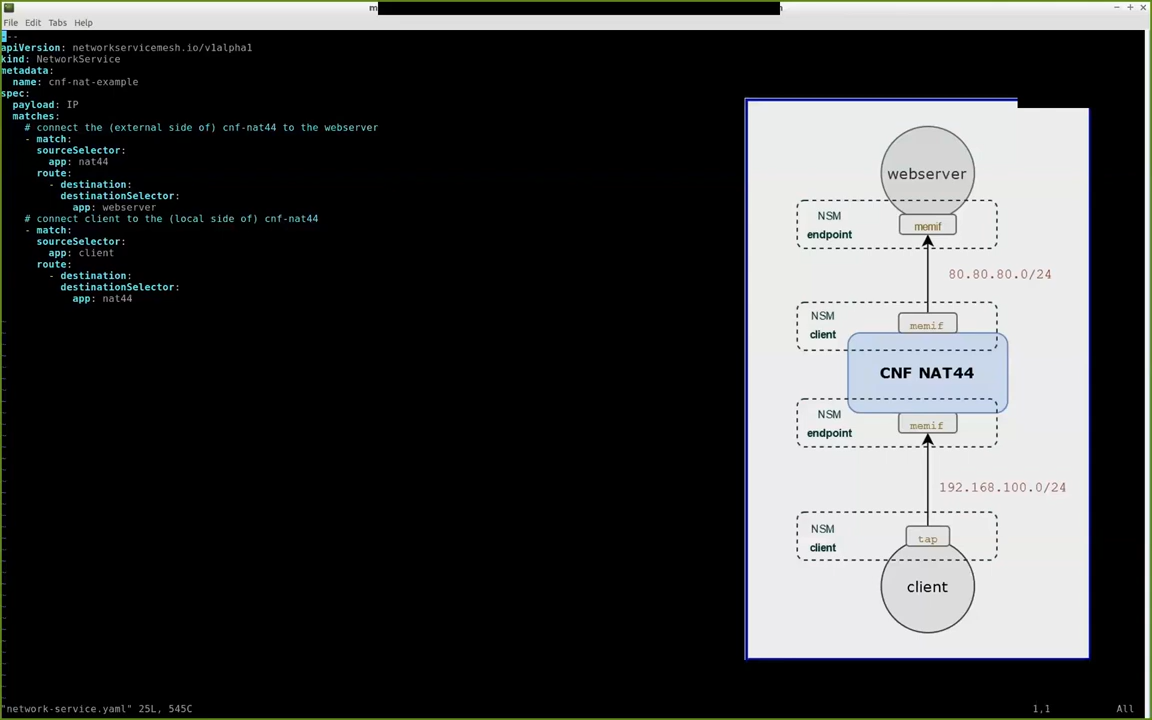 m
File Edit Tabs Help
---
apiVersion: networkservicemesh.io/v1alpha1
kind: NetworkService
metadata:
  name: cnf-nat-example
spec:
  payload: IP
  matches:
    # connect the (external side of) cnf-nat44 to the webserver
    - match:
      sourceSelector:
        app: nat44
      route:
        - destination:
          destinationSelector:
            app: webserver
    # connect client to the (local side of) cnf-nat44
    - match:
      sourceSelector:
        app: client
      route:
        - destination:
          destinationSelector:
            app: nat44
"network-service.yaml" 25L, 545C
1,1
All
webserver
NSM
endpoint
memif
80.80.80.0/24
NSM
client
memif
CNF NAT44
NSM
endpoint
memif
192.168.100.0/24
NSM
client
tap
client